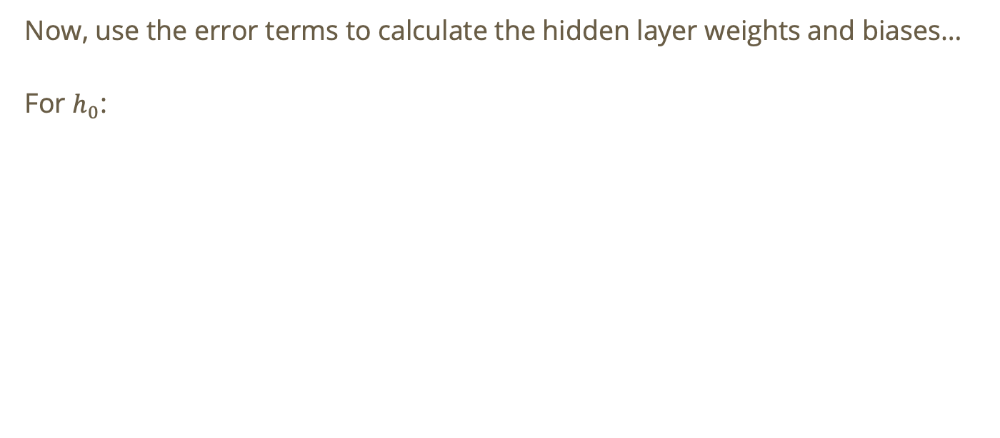 Now, use the error terms to calculate the hidden layer weights and biases...
For h₀: